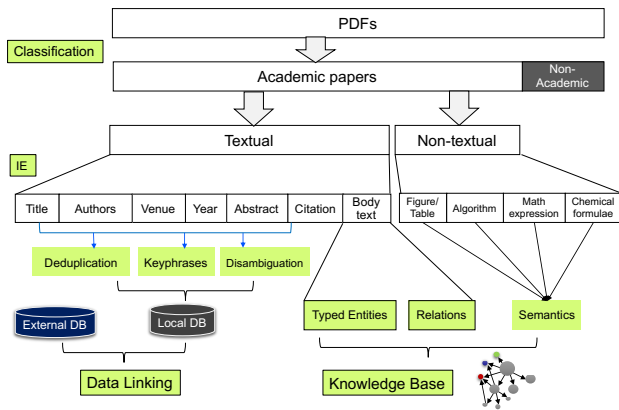 PDFs
Classification
Academic papers
Non-
Academic
Textual
Non-textual
IE
Title
Authors
Venue
Year
Abstract
Citation
Body
text
Figure/
Table
Algorithm
Math
expression
Chemical
formulae
Deduplication
Keyphrases
Disambiguation
External DB
Local DB
Typed Entities
Relations
Semantics
Data Linking
Knowledge Base